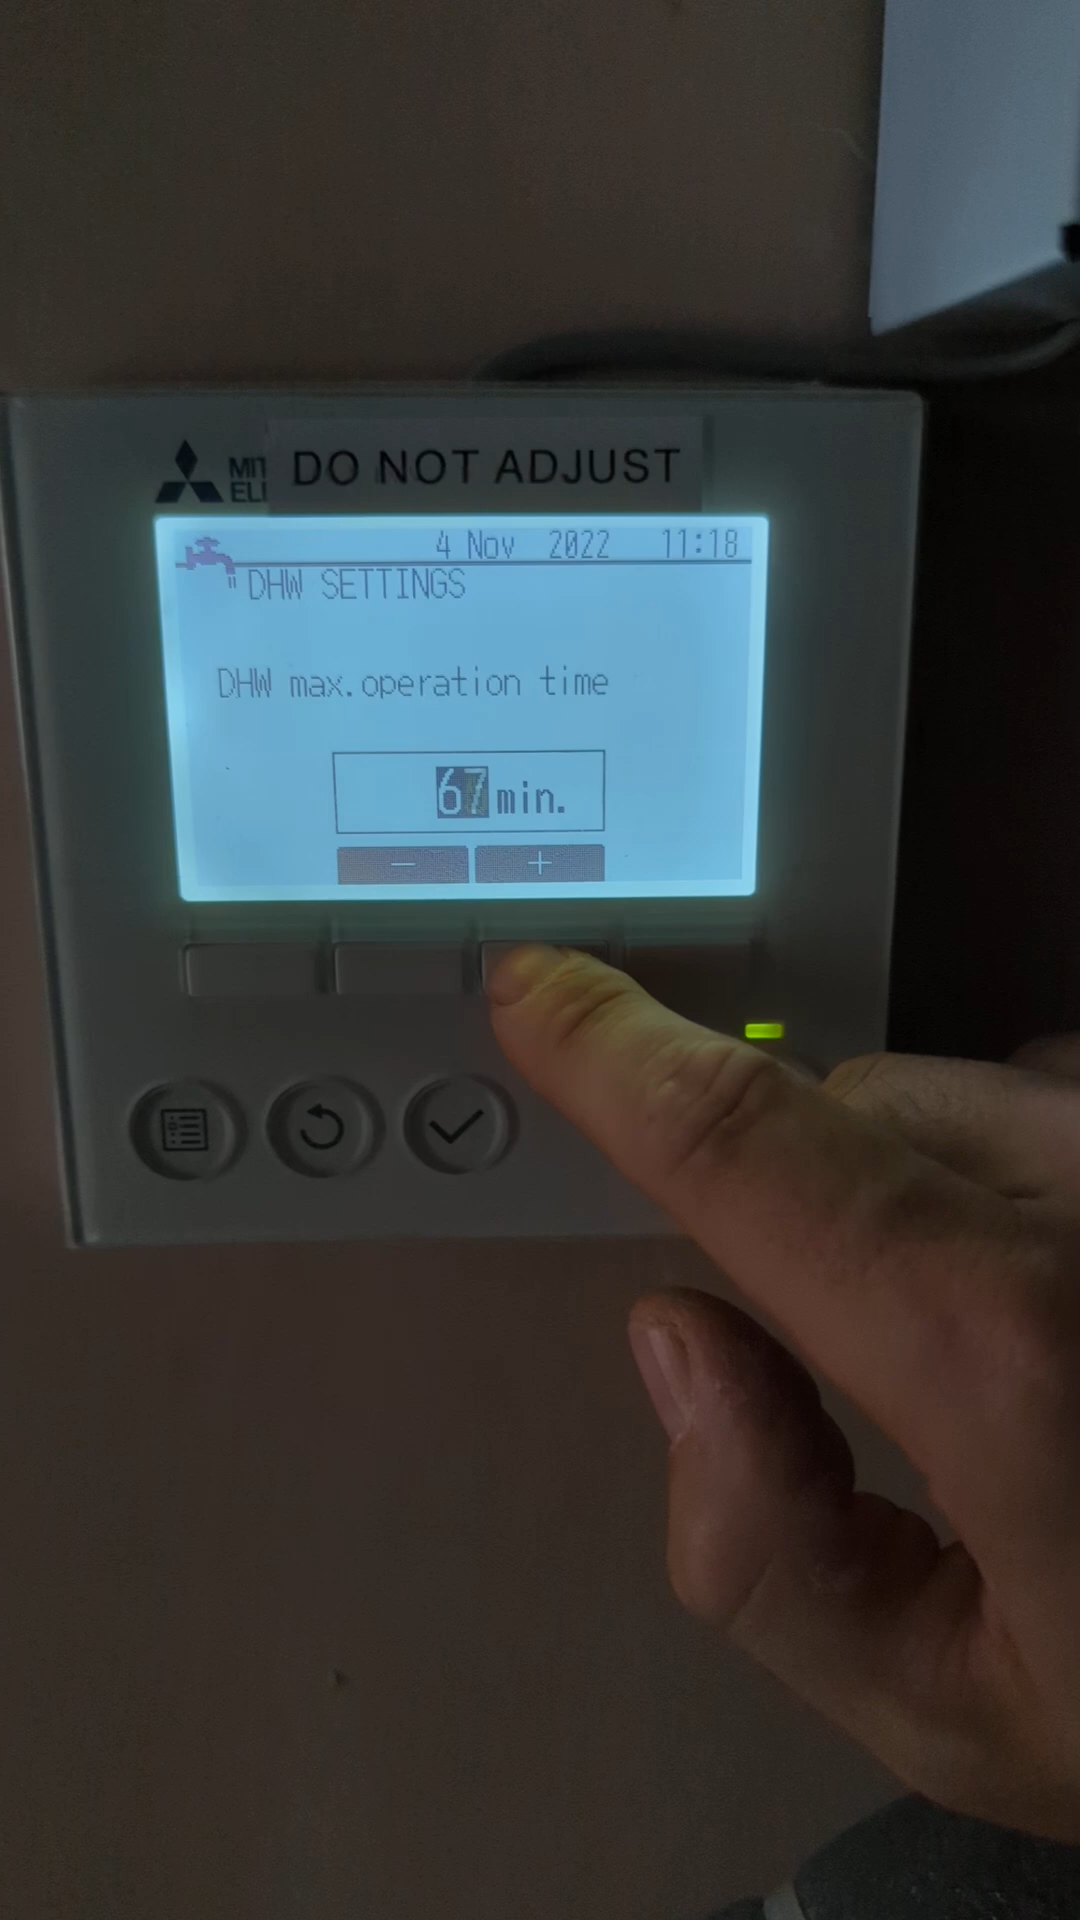 DO NOT ADJUST
4 Nov 2022 11:18
DHW SETTINGS
DHW max.operation time
67 min.
- +